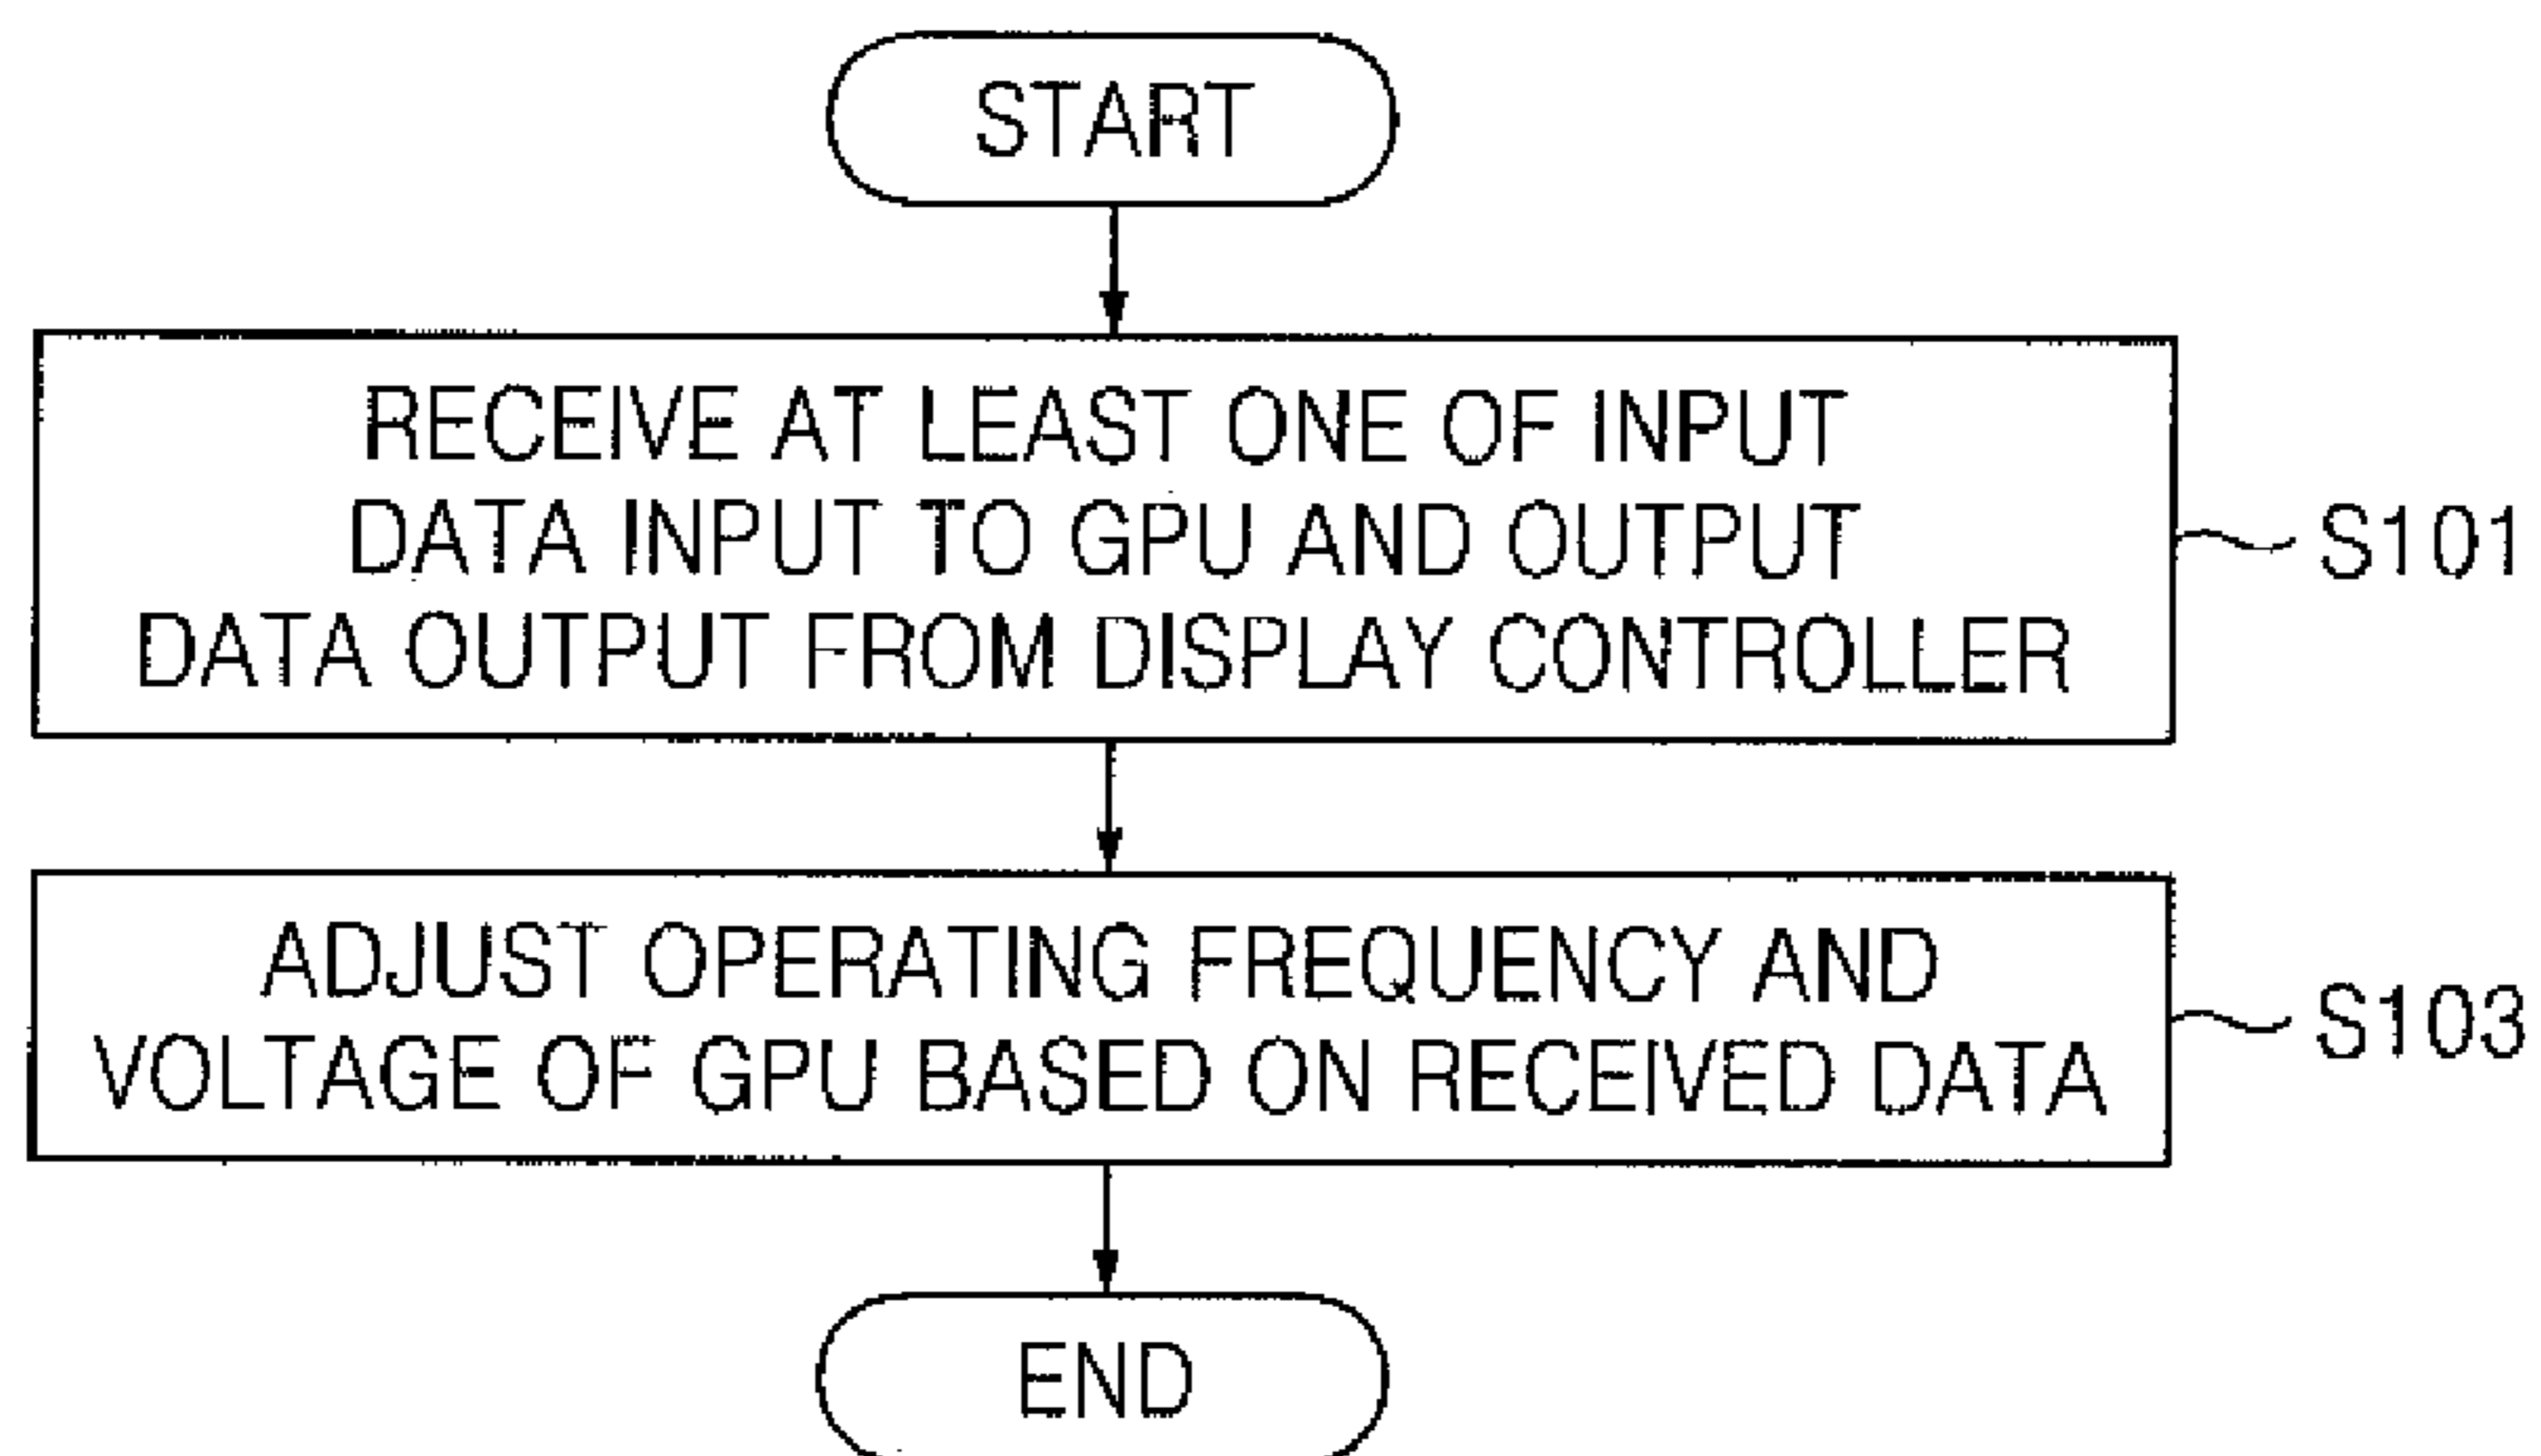 START
RECEIVE AT LEAST ONE OF INPUT
DATA INPUT TO GPU AND OUTPUT
DATA OUTPUT FROM DISPLAY CONTROLLER
S101
ADJUST OPERATING FREQUENCY AND
VOLTAGE OF GPU BASED ON RECEIVED DATA
S103
END